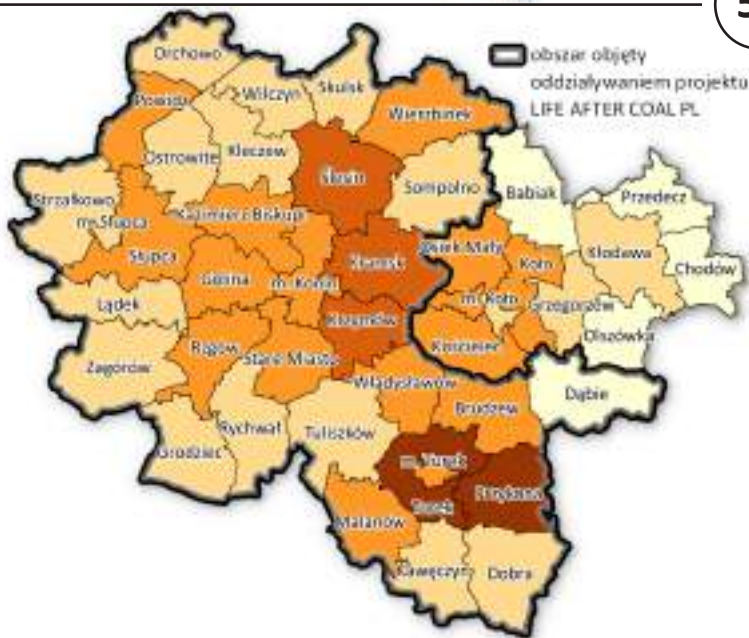 5
obszar objęty
oddziaływaniem projektu
LIFE AFTER COAL PL
Orchowo
Wilczyn
Skulsk
Powidz
Wierzbinek
Ostrowite
Kleczew
Ślesin
Sompolno
Babiak
Przedecz
Strzałkowo
m. Słupca
Kazimierz Biskupi
Słupca
Golina
m. Konin
Kramsk
Osiek Mały
Koło
Kłodawa
Chodów
Lądek
Krzymów
m. Koło
Grzegorzew
Olszówka
Zagórów
Rzgów
Stare Miasto
Kościelec
Władysławów
Brudzew
Dąbie
Grodziec
Rychwał
Tuliszków
m. Turek
Turek
Przykona
Malanów
Kawęczyn
Dobra